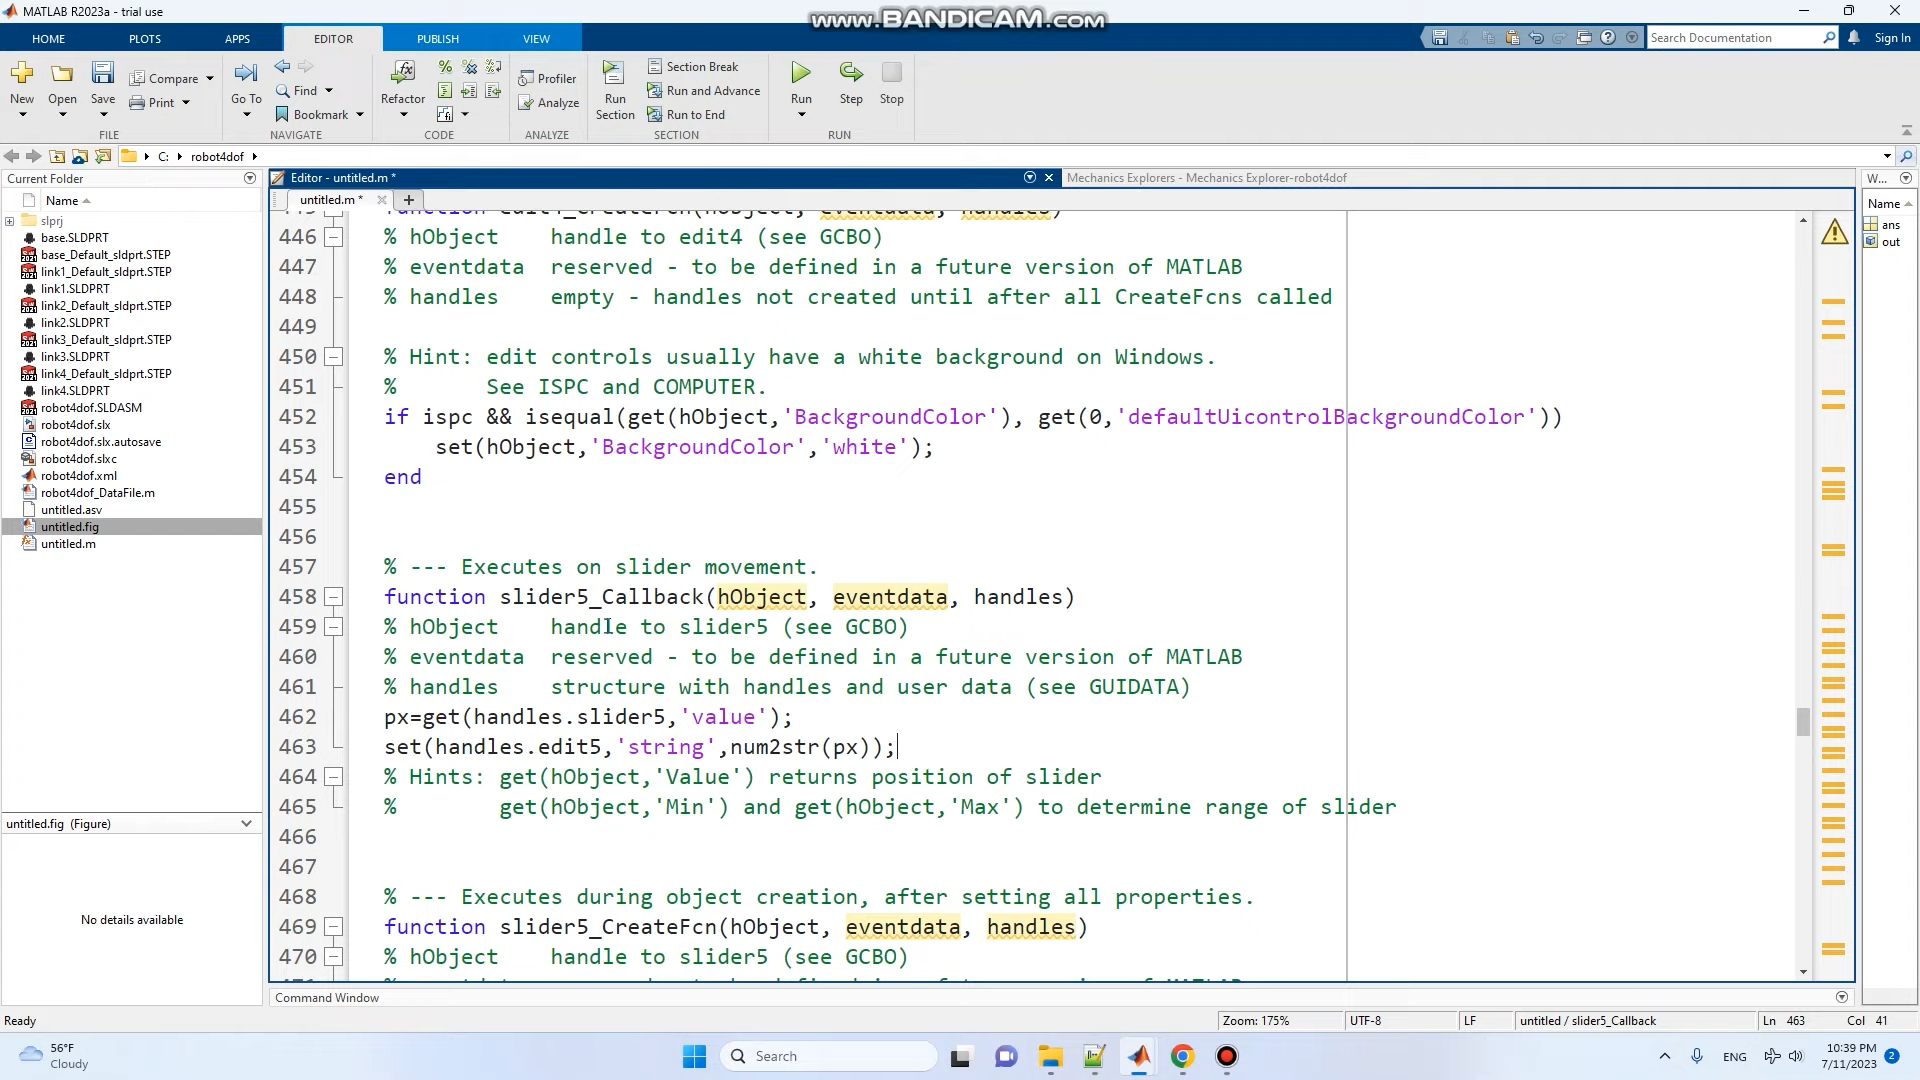 MATLAB R2023a - trial use
www.BANDICAM.com
HOME PLOTS APPS EDITOR PUBLISH VIEW
Search Documentation Sign In
New Open Save Compare Print
Go To Find Bookmark
Refactor
Profiler Analyze
Run Section
Section Break
Run and Advance
Run to End
Run Step Stop
FILE NAVIGATE CODE ANALYZE SECTION RUN
C: robot4dof
Current Folder
Name
slprj
base.SLDPRT
base_Default_sldprt.STEP
link1_Default_sldprt.STEP
link1.SLDPRT
link2_Default_sldprt.STEP
link2.SLDPRT
link3_Default_sldprt.STEP
link3.SLDPRT
link4_Default_sldprt.STEP
link4.SLDPRT
robot4dof.SLDASM
robot4dof.slx
robot4dof.slx.autosave
robot4dof.slxc
robot4dof.xml
robot4dof_DataFile.m
untitled.asv
untitled.fig
untitled.m
untitled.fig (Figure)
No details available
Editor - untitled.m *
Mechanics Explorers - Mechanics Explorer-robot4dof
untitled.m *
445 function edit4_CreateFcn(hObject, eventdata, handles)
446 % hObject    handle to edit4 (see GCBO)
447 % eventdata  reserved - to be defined in a future version of MATLAB
448 % handles    empty - handles not created until after all CreateFcns called
449
450 % Hint: edit controls usually have a white background on Windows.
451 %       See ISPC and COMPUTER.
452 if ispc && isequal(get(hObject,'BackgroundColor'), get(0,'defaultUicontrolBackgroundColor'))
453     set(hObject,'BackgroundColor','white');
454 end
455
456
457 % --- Executes on slider movement.
458 function slider5_Callback(hObject, eventdata, handles)
459 % hObject    handle to slider5 (see GCBO)
460 % eventdata  reserved - to be defined in a future version of MATLAB
461 % handles    structure with handles and user data (see GUIDATA)
462 px=get(handles.slider5,'value');
463 set(handles.edit5,'string',num2str(px));
464 % Hints: get(hObject,'Value') returns position of slider
465 %        get(hObject,'Min') and get(hObject,'Max') to determine range of slider
466
467
468 % --- Executes during object creation, after setting all properties.
469 function slider5_CreateFcn(hObject, eventdata, handles)
470 % hObject    handle to slider5 (see GCBO)
W...
Name
ans
out
Command Window
Ready
Zoom: 175% UTF-8 LF untitled / slider5_Callback Ln 463 Col 41
56°F
Cloudy
Search
ENG
10:39 PM
7/11/2023
2